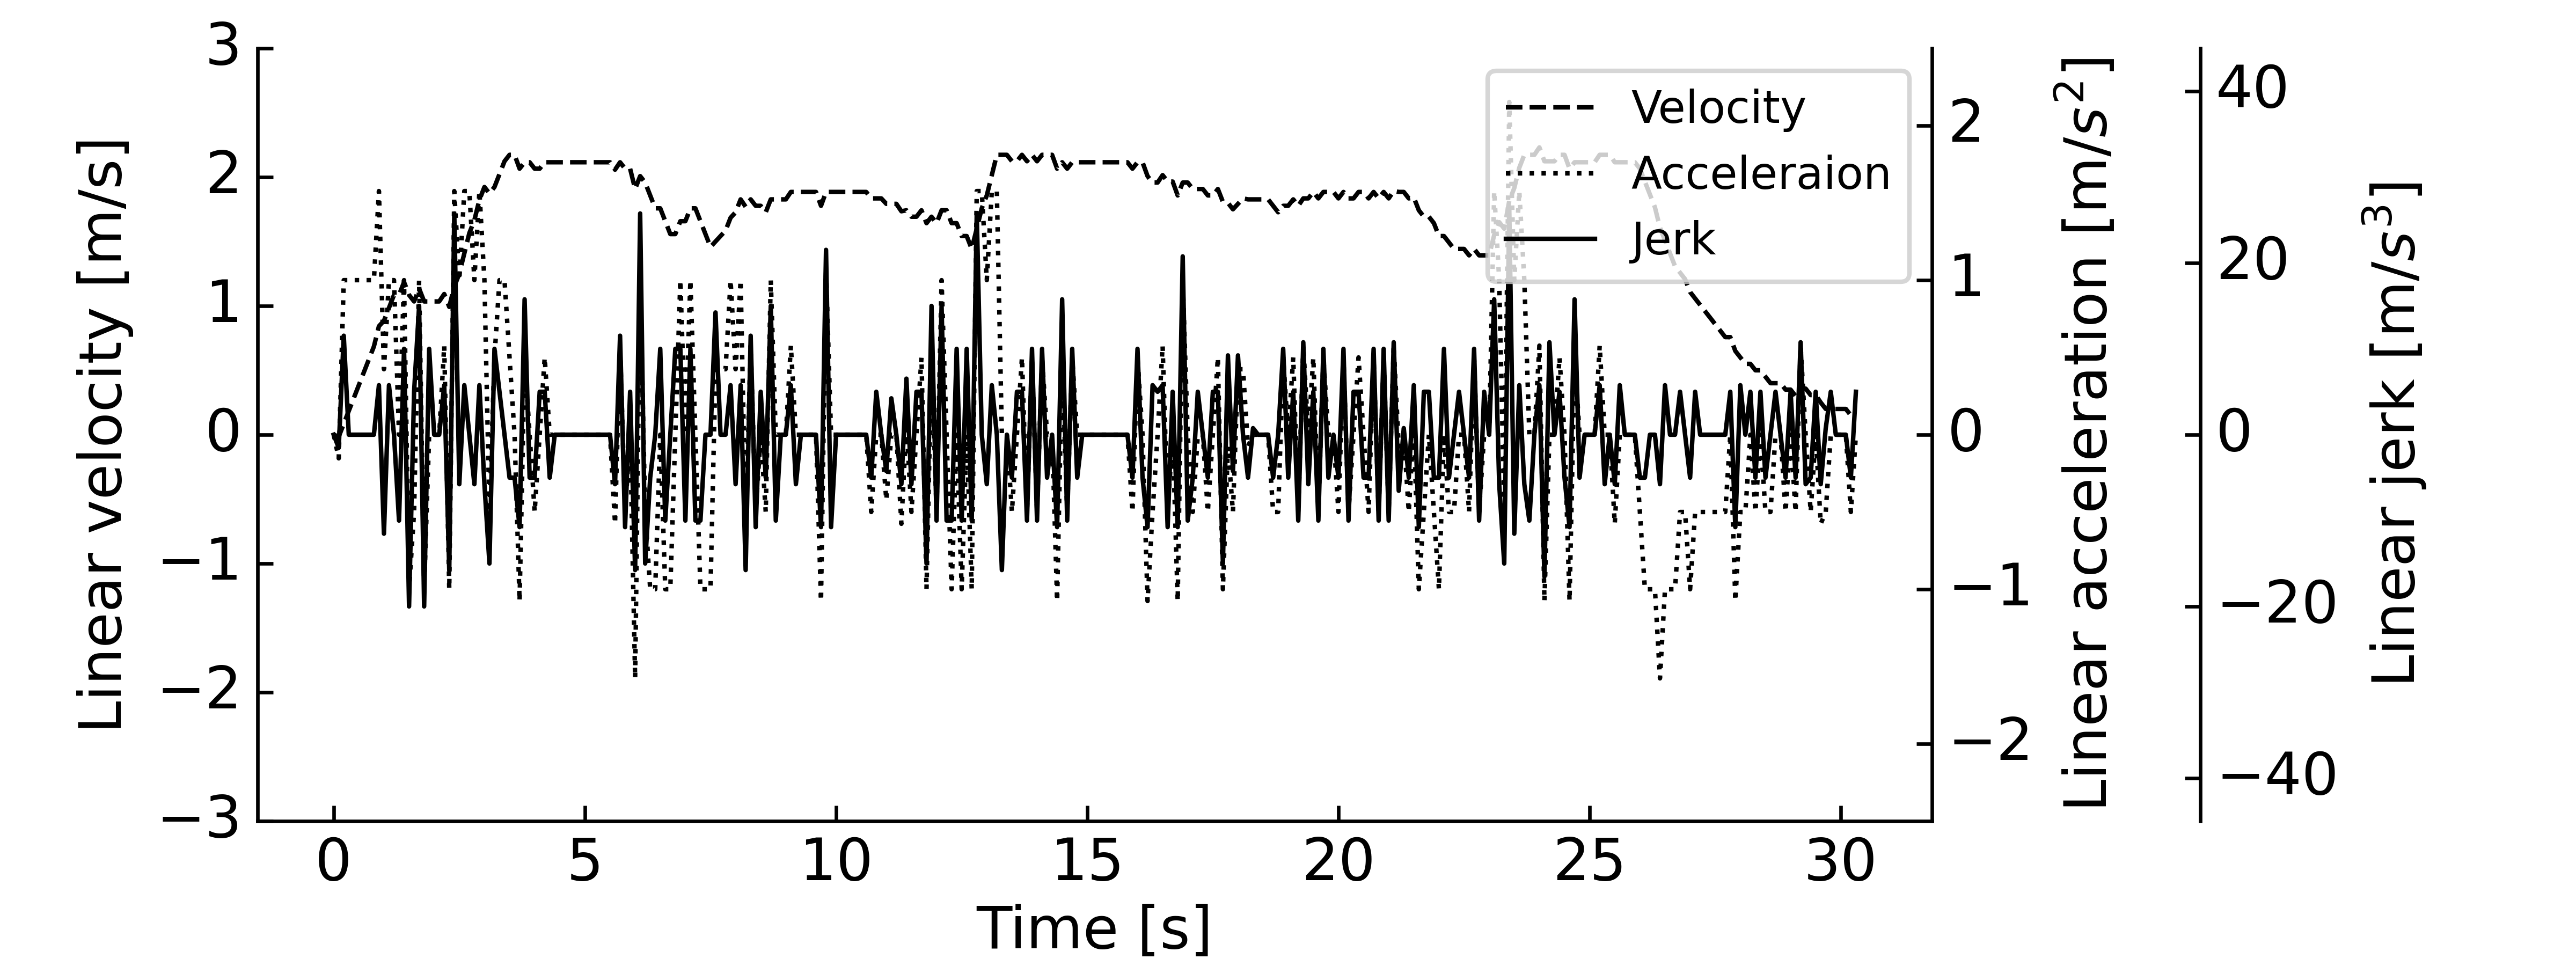 Linear velocity [m/s]
3
2
1
0
−1
−2
−3
0 5 10 15 20 25 30
Time [s]
Velocity
Acceleraion
Jerk
2
1
0
−1
−2
Linear acceleration [m/s²]
40
20
0
−20
−40
Linear jerk [m/s³]